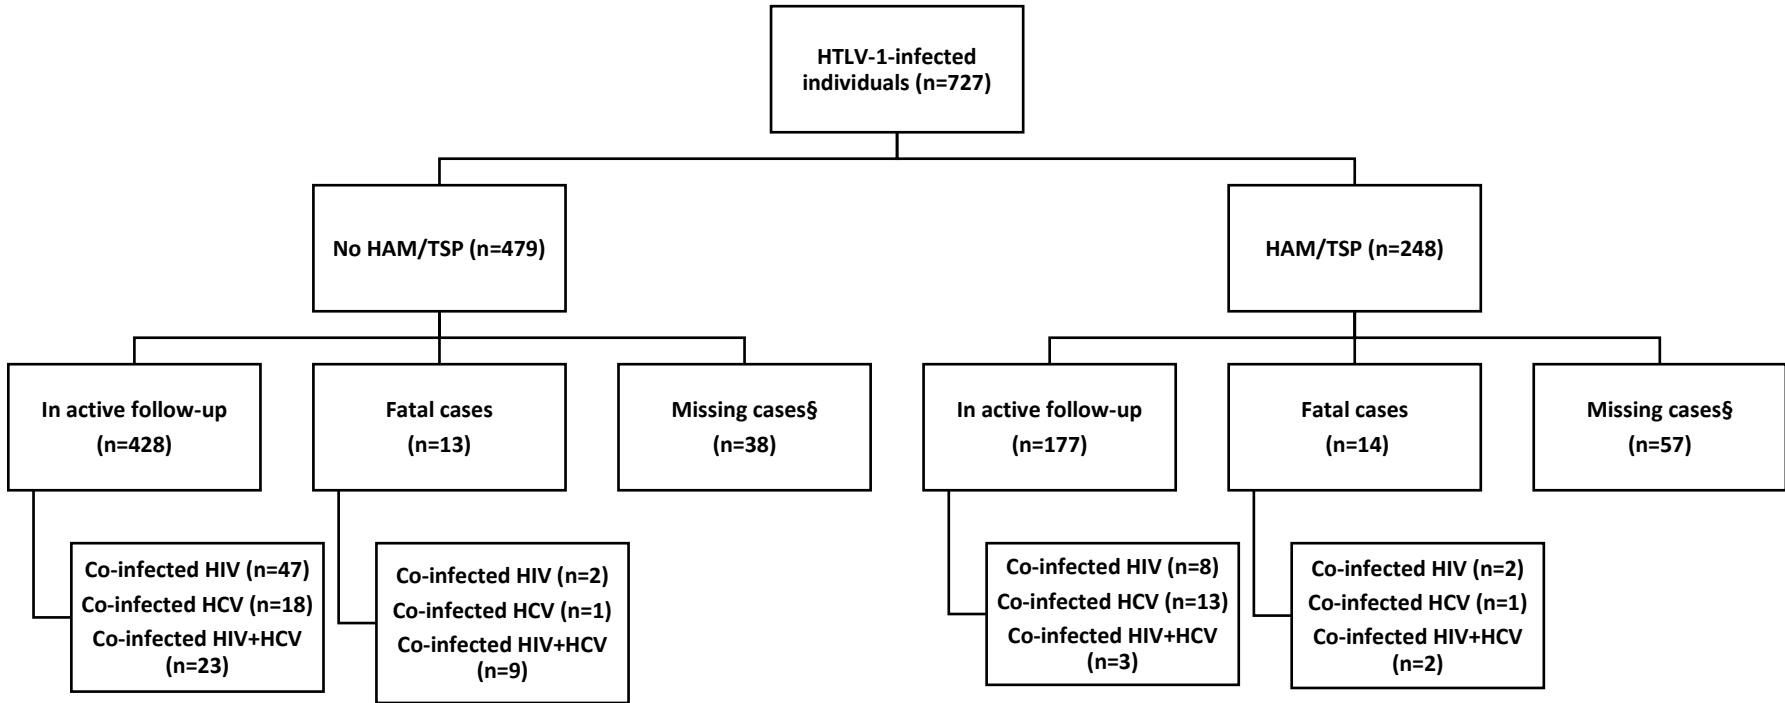 HTLV-1-infected
individuals (n=727)
No HAM/TSP (n=479)
HAM/TSP (n=248)
In active follow-up
(n=428)
Fatal cases
(n=13)
Missing cases§
(n=38)
In active follow-up
(n=177)
Fatal cases
(n=14)
Missing cases§
(n=57)
Co-infected HIV (n=47)
Co-infected HCV (n=18)
Co-infected HIV+HCV
(n=23)
Co-infected HIV (n=2)
Co-infected HCV (n=1)
Co-infected HIV+HCV
(n=9)
Co-infected HIV (n=8)
Co-infected HCV (n=13)
Co-infected HIV+HCV
(n=3)
Co-infected HIV (n=2)
Co-infected HCV (n=1)
Co-infected HIV+HCV
(n=2)